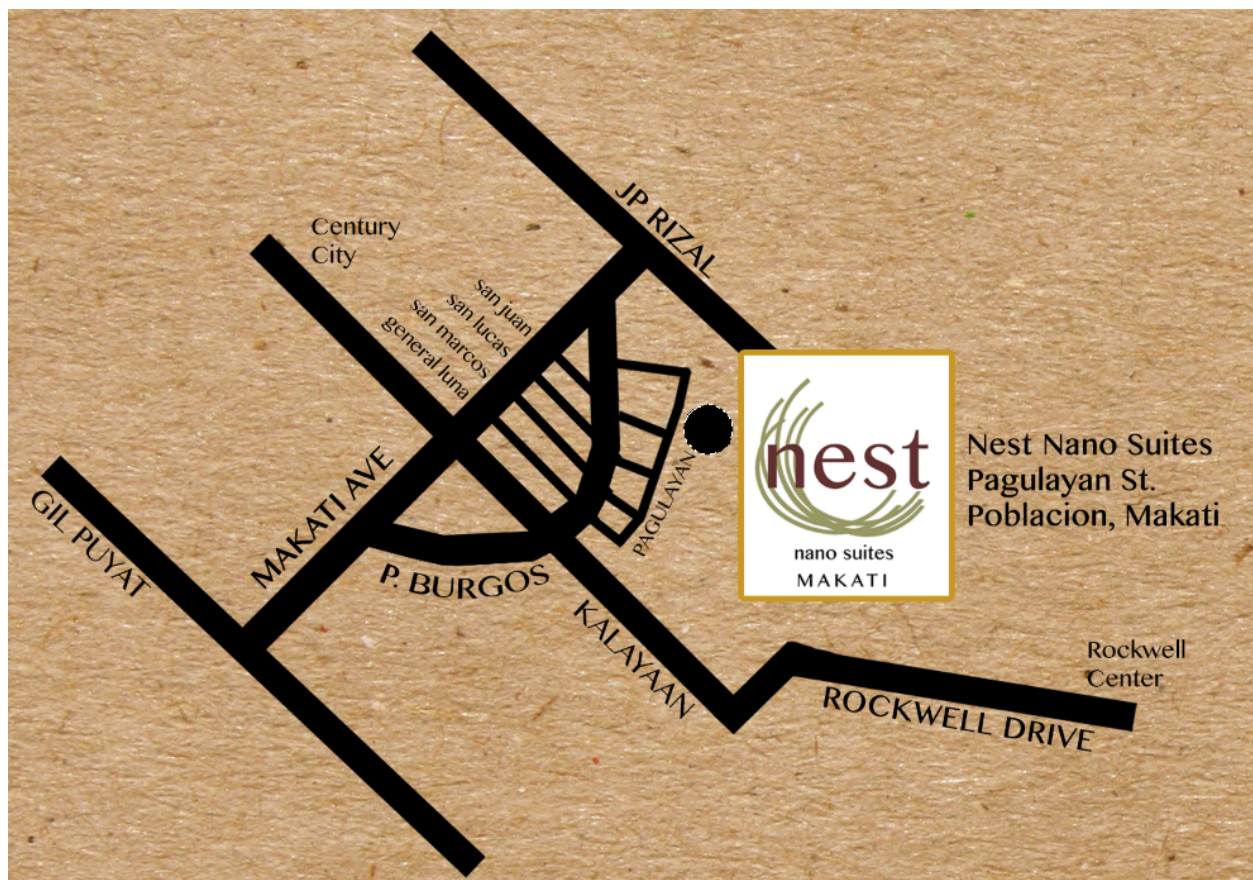 JP RIZAL
Century
City
san juan
san lucas
san marcos
general luna
MAKATI AVE
GIL PUYAT
P. BURGOS
PAGULAYAN
KALAYAAN
nest
nano suites
MAKATI
Nest Nano Suites
Pagulayan St.
Poblacion, Makati
Rockwell
Center
ROCKWELL DRIVE